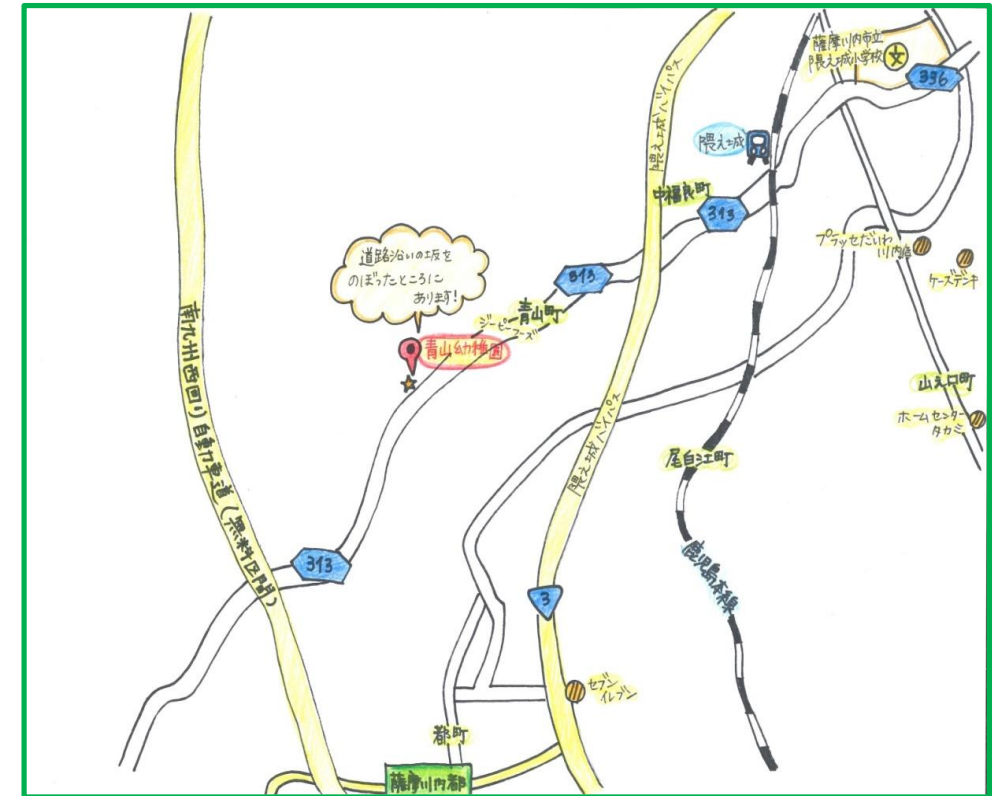 薩摩川内市立
隈之城小学校
文
336
隈之城バイパス
隈之城
中福良町
313
プラッセだいわ
川内店
ケーズデンキ
道路沿いの坂を
のぼったところに
あります!
313
青山町
ジーピーフーズ
青山幼稚園
南九州西回り自動車道(無料区間)
山之口町
ホームセンター
タカミ
隈之城バイパス
尾白江町
313
鹿児島本線
3
セブン
イレブン
都町
薩摩川内都